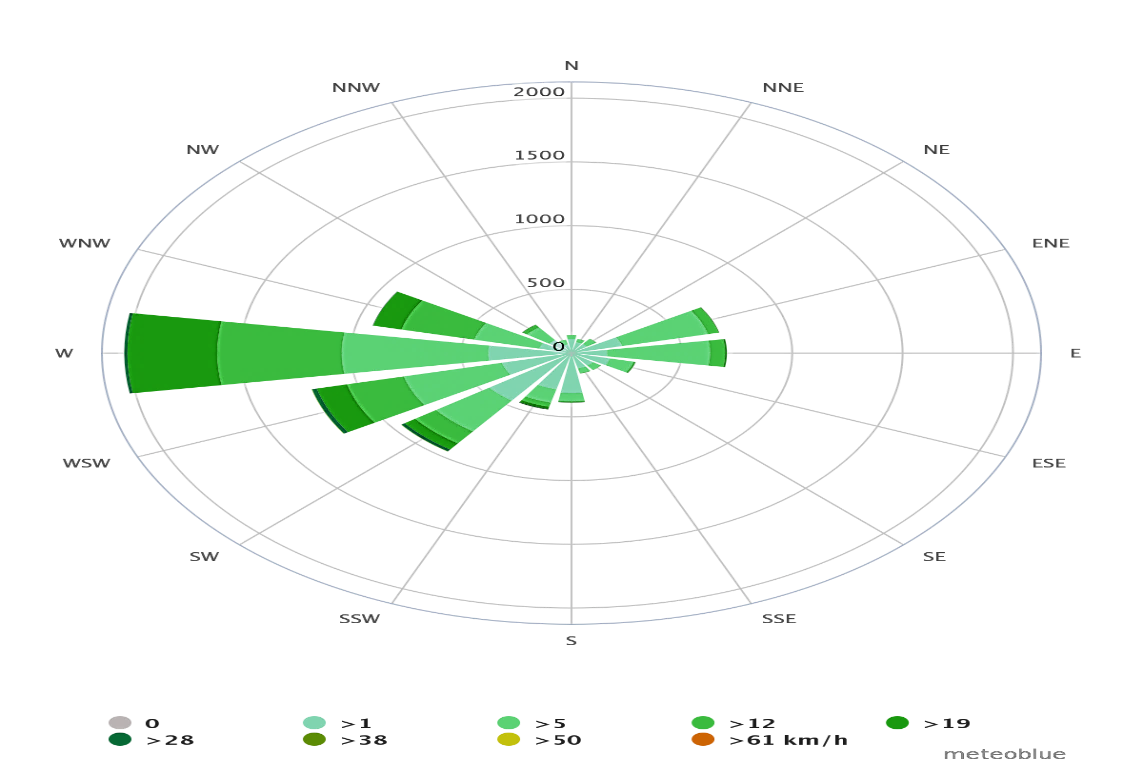 N
NNW NNE
2000
NW 1500 NE
1000
WNW ENE
500
W 0 E
WSW ESE
SW SE
SSW SSE
S
0 >1 >5 >12 >19
>28 >38 >50 >61 km/h
meteoblue